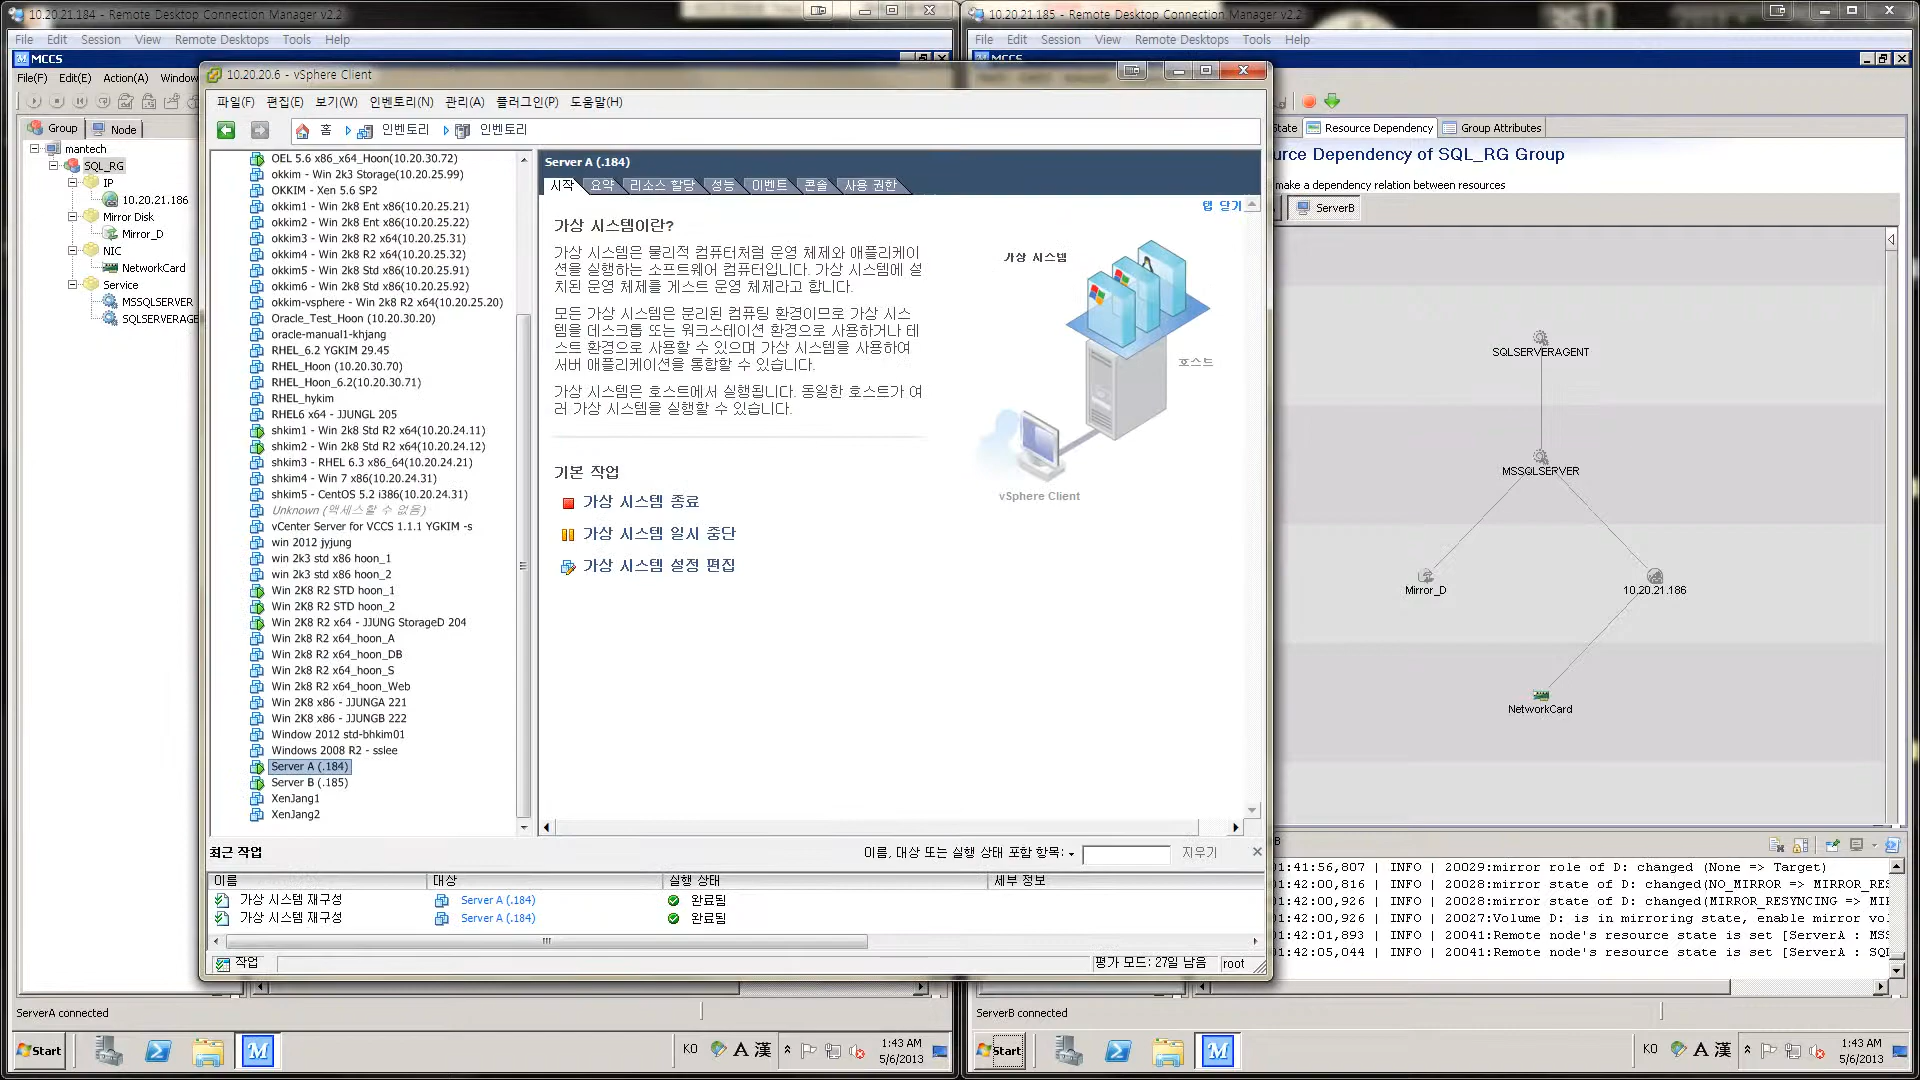 10.20.21.184 - Remote Desktop Connection Manager v2.2
File Edit Session View Remote Desktops Tools Help
MCCS
File(F) Edit(E) Action(A) Window
Group Node
mantech
SQL_RG
IP
10.20.21.186
Mirror Disk
Mirror_D
NIC
NetworkCard
Service
MSSQLSERVER
SQLSERVERAGE
10.20.20.6 - vSphere Client
파일(F) 편집(E) 보기(W) 인벤토리(N) 관리(A) 플러그인(P) 도움말(H)
홈 인벤토리 인벤토리
OEL 5.6 x86_x64_Hoon(10.20.30.72)
okkim - Win 2k3 Storage(10.20.25.99)
OKKIM - Xen 5.6 SP2
okkim1 - Win 2k8 Ent x86(10.20.25.21)
okkim2 - Win 2k8 Ent x86(10.20.25.22)
okkim3 - Win 2k8 R2 x64(10.20.25.31)
okkim4 - Win 2k8 R2 x64(10.20.25.32)
okkim5 - Win 2k8 Std x86(10.20.25.91)
okkim6 - Win 2k8 Std x86(10.20.25.92)
okkim-vsphere - Win 2k8 R2 x64(10.20.25.20)
Oracle_Test_Hoon (10.20.30.20)
oracle-manual1-khjang
RHEL_6.2 YGKIM 29.45
RHEL_Hoon (10.20.30.70)
RHEL_Hoon_6.2(10.20.30.71)
RHEL_hykim
RHEL6 x64 - JJUNGL 205
shkim1 - Win 2k8 Std R2 x64(10.20.24.11)
shkim2 - Win 2k8 Std R2 x64(10.20.24.12)
shkim3 - RHEL 6.3 x86_64(10.20.24.21)
shkim4 - Win 7 x86(10.20.24.31)
shkim5 - CentOS 5.2 i386(10.20.24.31)
Unknown (액세스할 수 없음)
vCenter Server for VCCS 1.1.1 YGKIM -s
win 2012 jyjung
win 2k3 std x86 hoon_1
win 2k3 std x86 hoon_2
Win 2K8 R2 STD hoon_1
Win 2K8 R2 STD hoon_2
Win 2K8 R2 x64 - JJUNG StorageD 204
Win 2k8 R2 x64_hoon_A
Win 2k8 R2 x64_hoon_DB
Win 2k8 R2 x64_hoon_S
Win 2k8 R2 x64_hoon_Web
Win 2K8 x86 - JJUNGA 221
Win 2K8 x86 - JJUNGB 222
Window 2012 std-bhkim01
Windows 2008 R2 - sslee
Server A (.184)
Server B (.185)
XenJang1
XenJang2
Server A (.184)
시작 요약 리소스 할당 성능 이벤트 콘솔 사용 권한
탭 닫기
가상 시스템이란?
가상 시스템은 물리적 컴퓨터처럼 운영 체제와 애플리케이
션을 실행하는 소프트웨어 컴퓨터입니다. 가상 시스템에 설
치된 운영 체제를 게스트 운영 체제라고 합니다.
모든 가상 시스템은 분리된 컴퓨팅 환경이므로 가상 시스
템을 데스크톱 또는 워크스테이션 환경으로 사용하거나 테
스트 환경으로 사용할 수 있으며 가상 시스템을 사용하여
서버 애플리케이션을 통합할 수 있습니다.
가상 시스템은 호스트에서 실행됩니다. 동일한 호스트가 여
러 가상 시스템을 실행할 수 있습니다.
기본 작업
가상 시스템 종료
가상 시스템 일시 중단
가상 시스템 설정 편집
가상 시스템
호스트
vSphere Client
최근 작업
이름, 대상 또는 실행 상태 포함 항목: 지우기
이름 대상 실행 상태 세부 정보
가상 시스템 재구성 Server A (.184) 완료됨
가상 시스템 재구성 Server A (.184) 완료됨
작업 평가 모드: 27일 남음 root
ServerA connected
Start KO A 漢 1:43 AM
5/6/2013
10.20.21.185 - Remote Desktop Connection Manager v2.2
File Edit Session View Remote Desktops Tools Help
MCCS
State Resource Dependency Group Attributes
urce Dependency of SQL_RG Group
make a dependency relation between resources
ServerB
SQLSERVERAGENT
MSSQLSERVER
Mirror_D
10.20.21.186
NetworkCard
B
01:41:56,807 | INFO | 20029:mirror role of D: changed (None => Target)
01:42:00,816 | INFO | 20028:mirror state of D: changed(NO_MIRROR => MIRROR_RES
01:42:00,926 | INFO | 20028:mirror state of D: changed(MIRROR_RESYNCING => MI
01:42:00,926 | INFO | 20027:Volume D: is in mirroring state, enable mirror vo
01:42:01,893 | INFO | 20041:Remote node's resource state is set [ServerA : MSS
01:42:05,044 | INFO | 20041:Remote node's resource state is set [ServerA : SQ
ServerB connected
Start KO A 漢 1:43 AM
5/6/2013